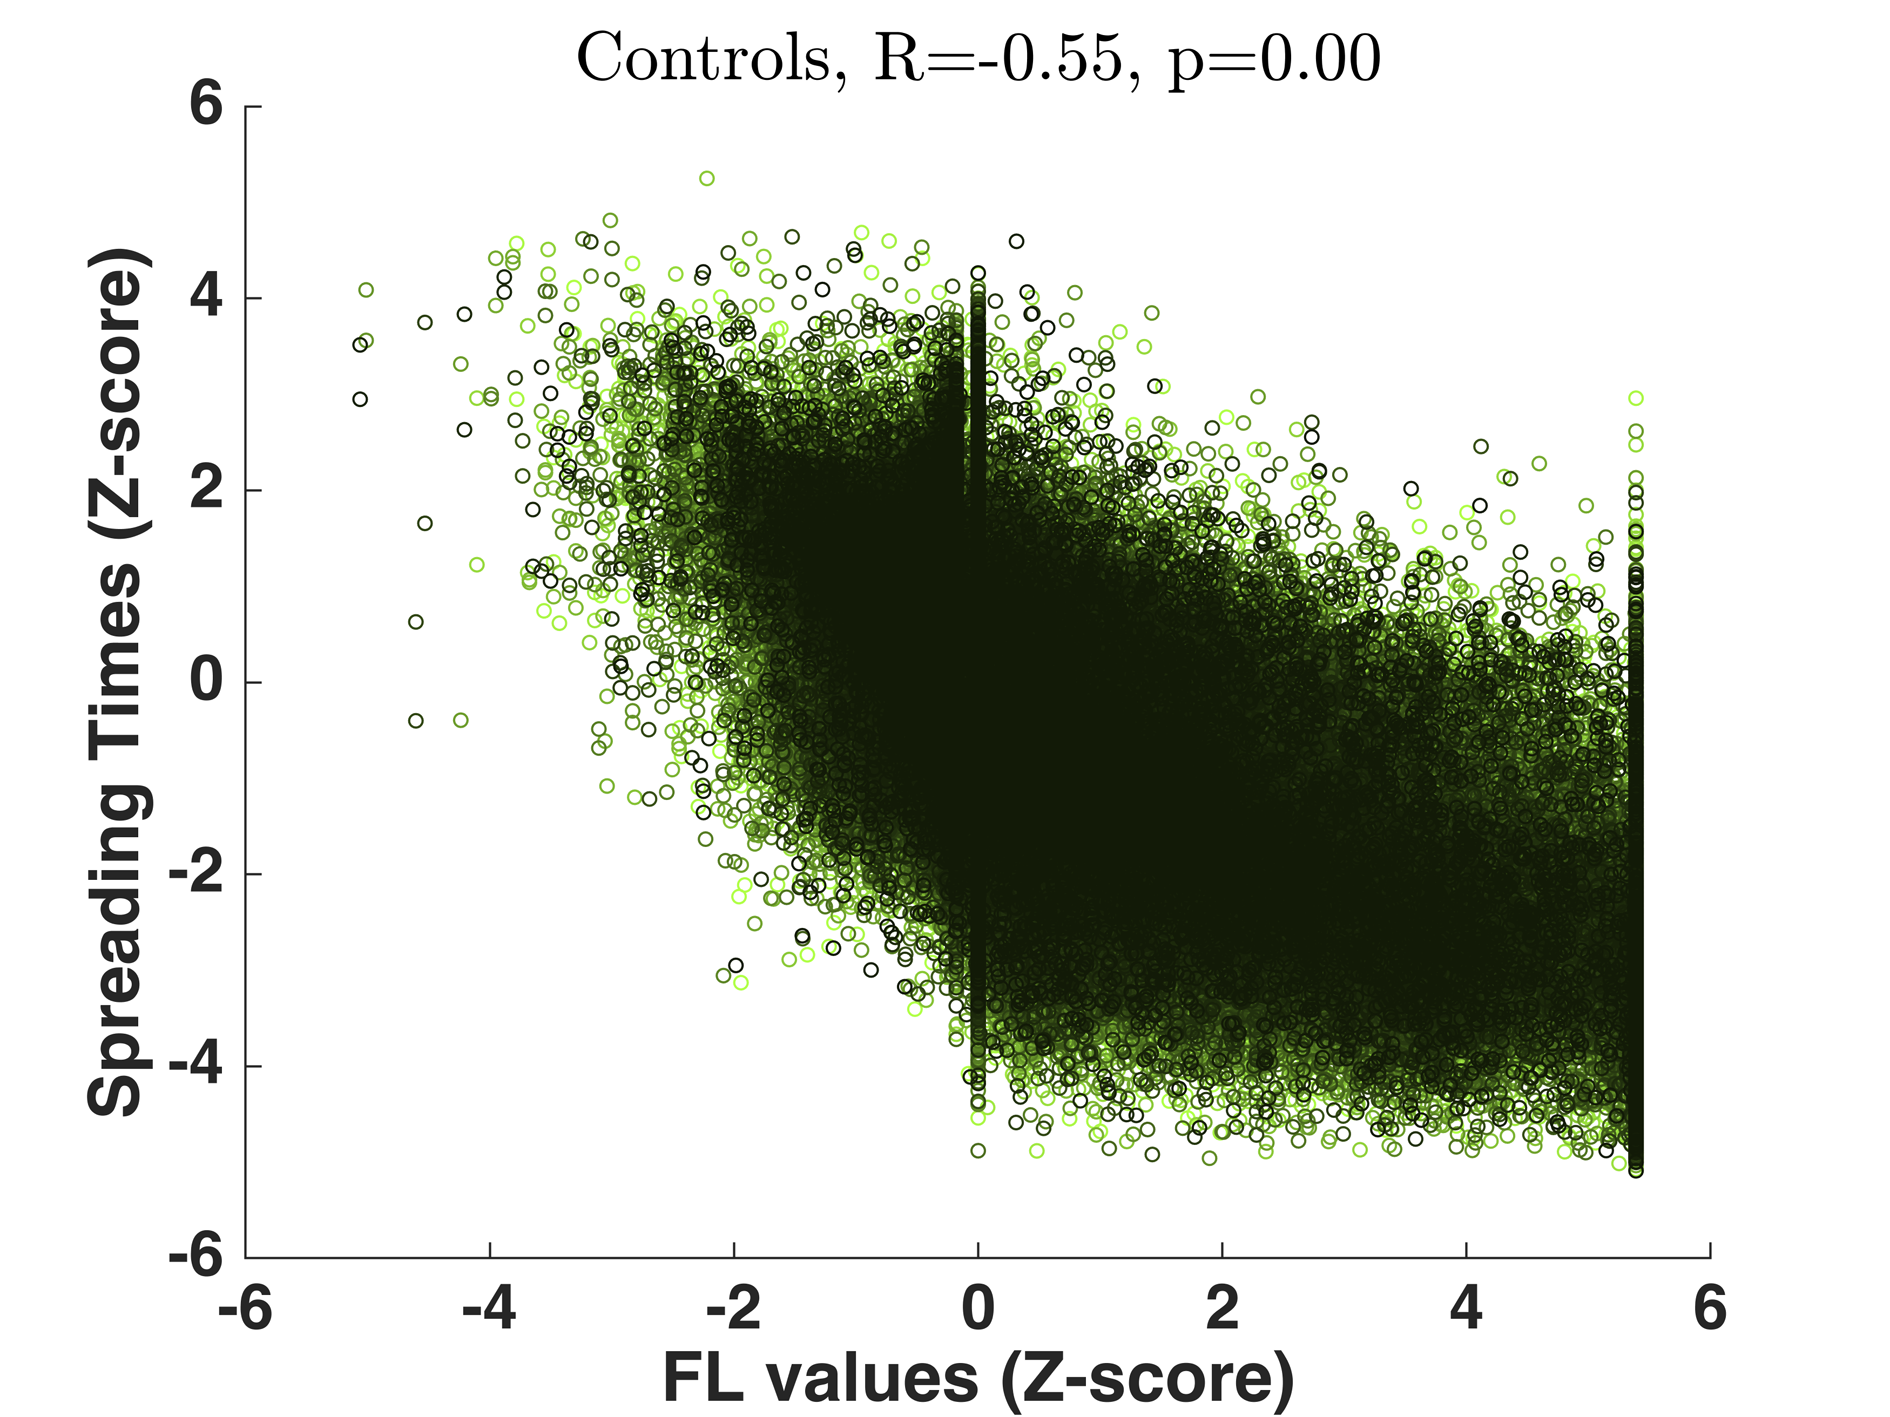 Controls, R=-0.55, p=0.00
6
4
2
0
-2
-4
-6
Spreading Times (Z-score)
-6 -4 -2 0 2 4 6
FL values (Z-score)